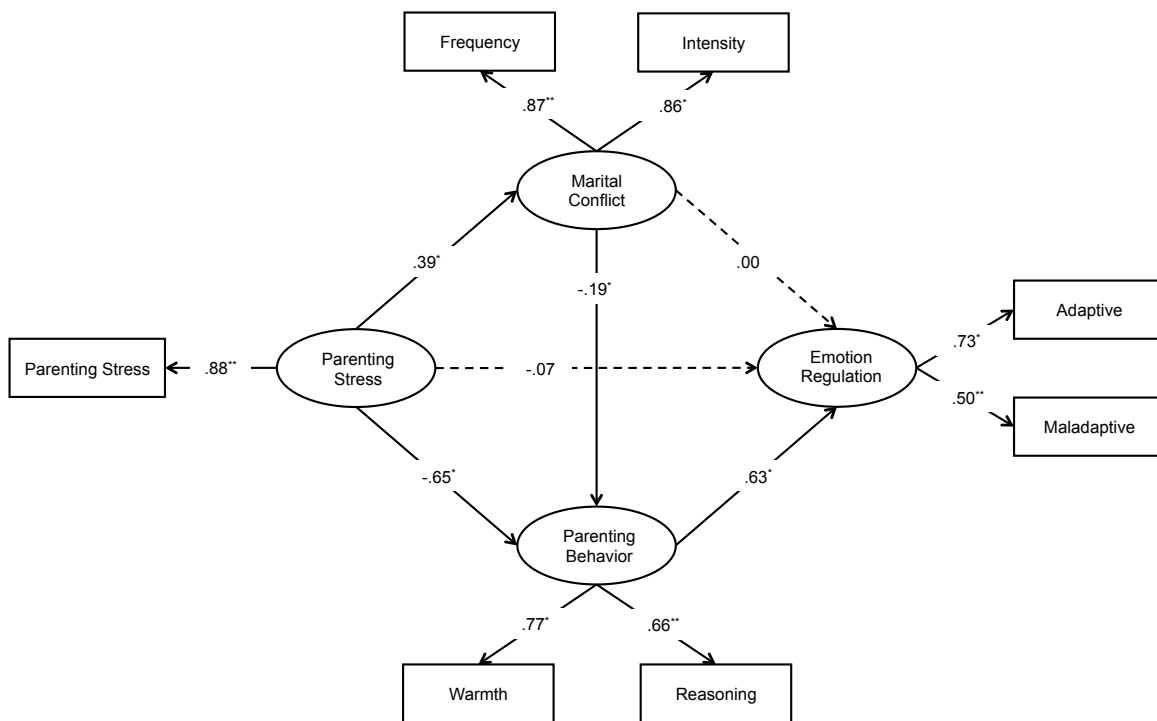 Frequency
Intensity
.87**
.86*
Marital
Conflict
.39*
-.19*
.00
Parenting Stress
.88**
Parenting
Stress
-.07
Emotion
Regulation
.73*
Adaptive
.50**
Maladaptive
-.65*
.63*
Parenting
Behavior
.77*
.66**
Warmth
Reasoning